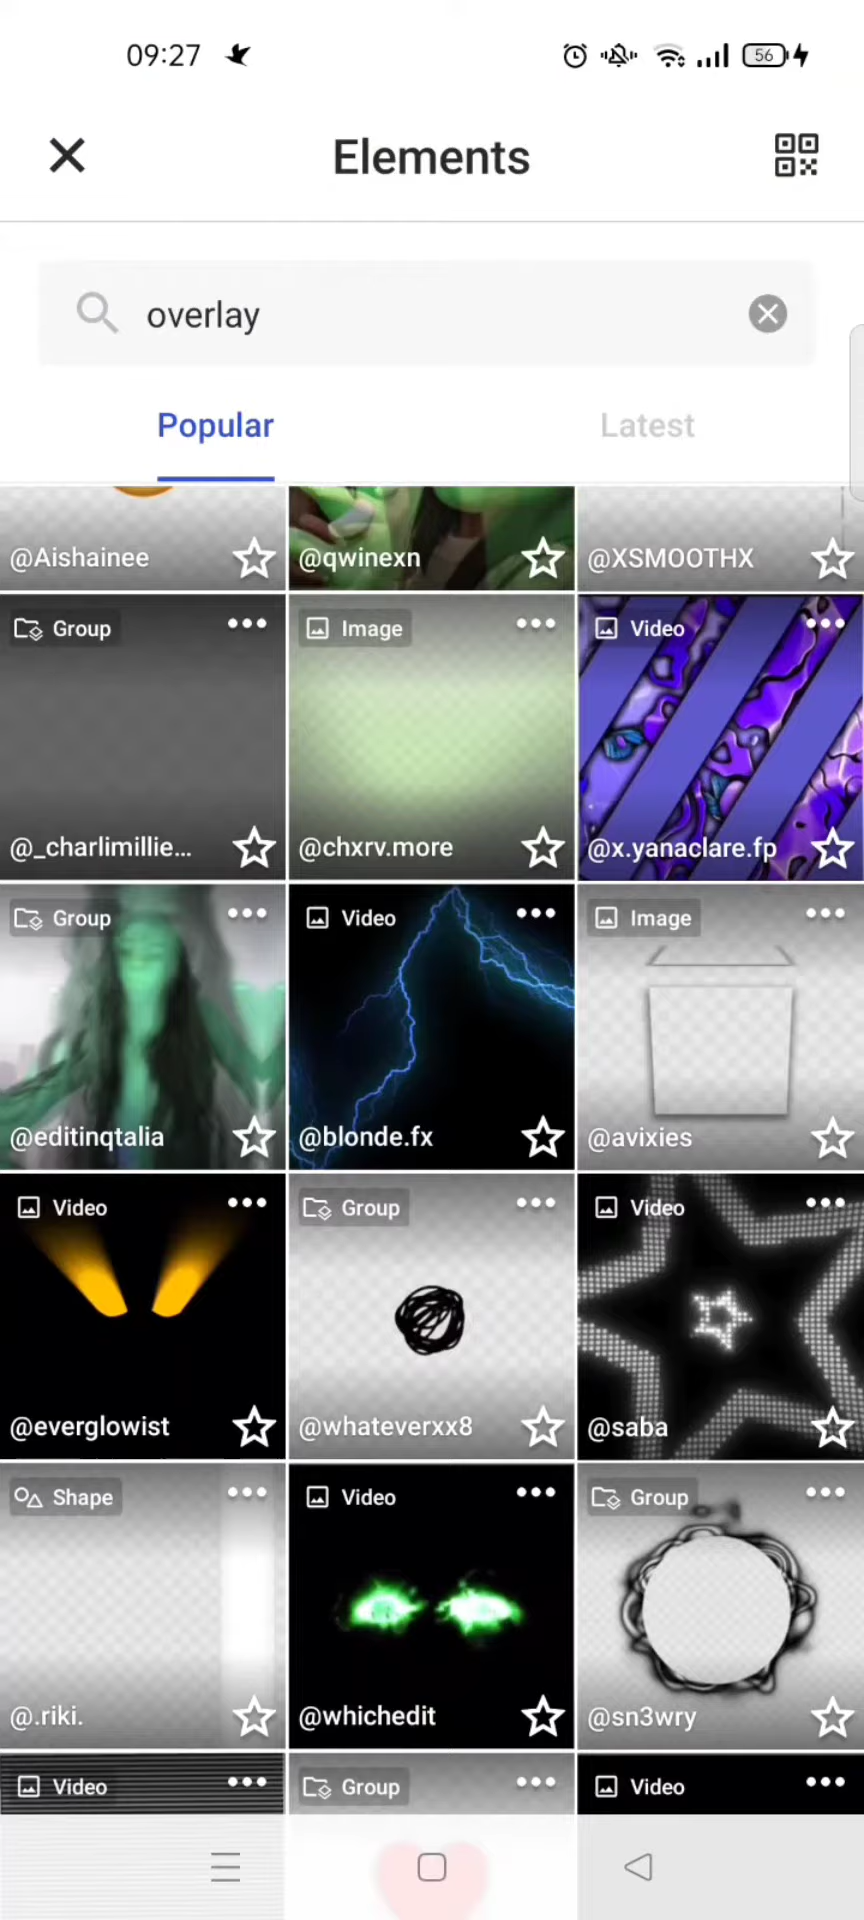 09:27
56
Elements
overlay
Popular Latest
@Aishainee @qwinexn @XSMOOTHX
Group Image Video
@_charlimillie... @chxrv.more @x.yanaclare.fp
Group Video Image
@editinqtalia @blonde.fx @avixies
Video Group Video
@everglowist @whateverxx8 @saba
Shape Video Group
@.riki. @whichedit @sn3wry
Video Group Video